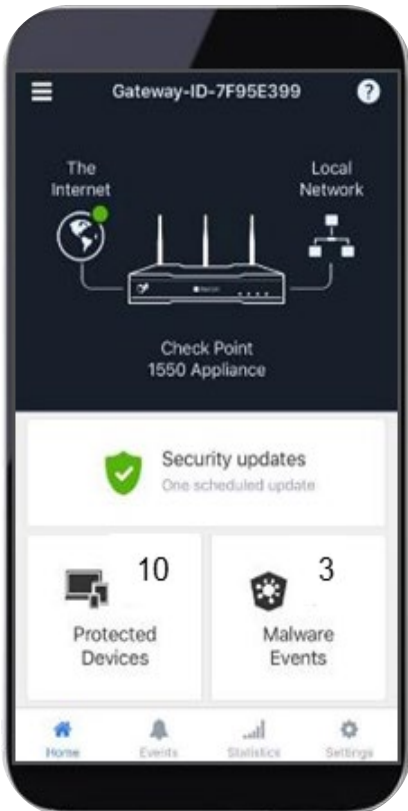 Gateway-ID-7F95E399
?
The
Internet
Local
Network
Check Point
1550 Appliance
Security updates
One scheduled update
10
Protected
Devices
3
Malware
Events
Home
Events
Statistics
Settings